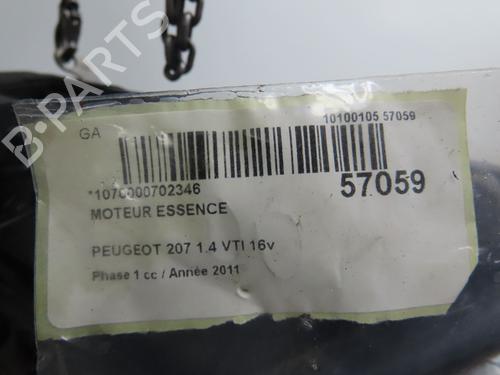 GA
10100105 57059
*1070000702346
57059
MOTEUR ESSENCE
PEUGEOT 207 1.4 VTI 16v
Phase 1 cc / Année 2011
B-PARTS